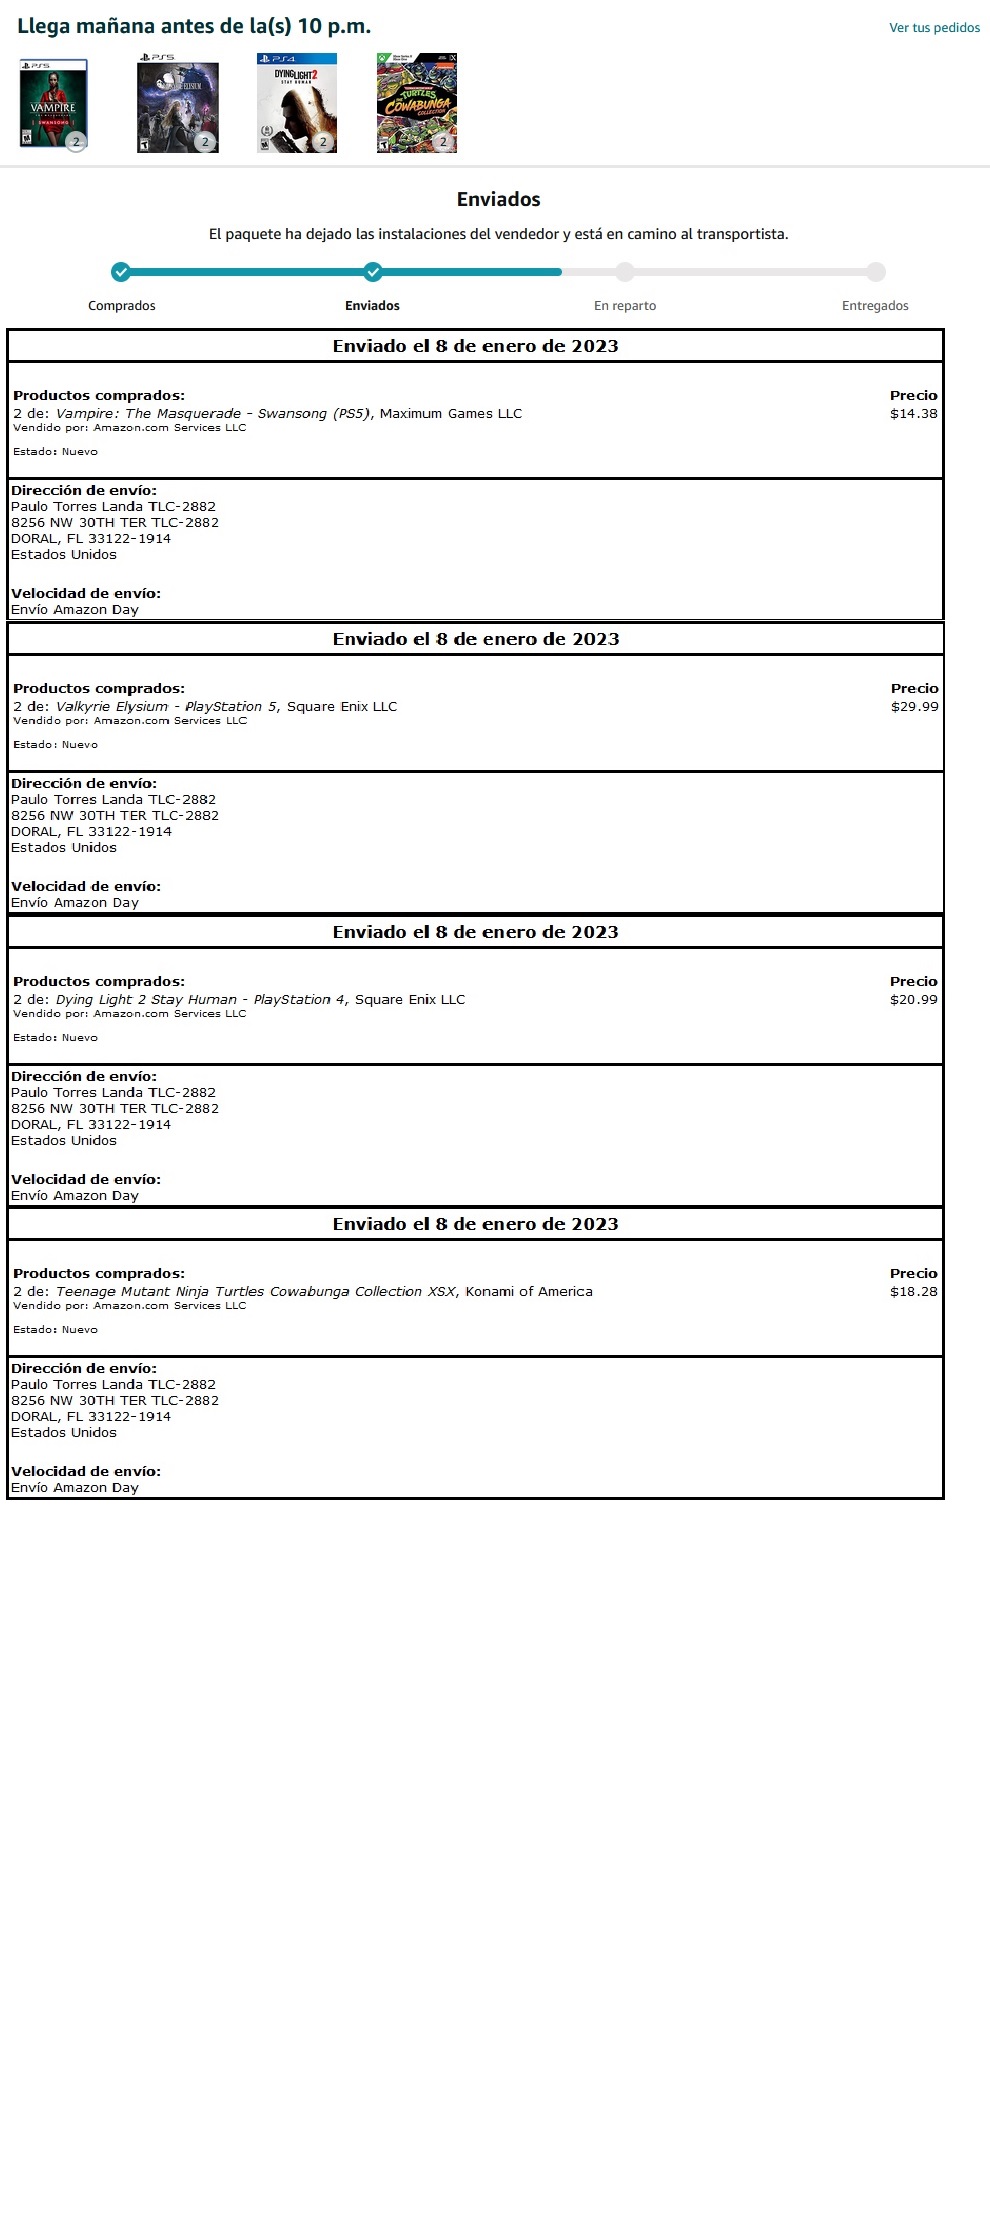 Llega mañana antes de la(s) 10 p.m.
Ver tus pedidos
PS5
VAMPIRE
SWANSONG
2
PS5
ELYSIUM
2
PS4
DYING LIGHT 2
STAY HUMAN
2
TURTLES
THE COWABUNGA
COLLECTION
2
Enviados
El paquete ha dejado las instalaciones del vendedor y está en camino al transportista.
Comprados
Enviados
En reparto
Entregados
Enviado el 8 de enero de 2023
Productos comprados: Precio
2 de: Vampire: The Masquerade - Swansong (PS5), Maximum Games LLC $14.38
Vendido por: Amazon.com Services LLC
Estado: Nuevo
Dirección de envío:
Paulo Torres Landa TLC-2882
8256 NW 30TH TER TLC-2882
DORAL, FL 33122-1914
Estados Unidos
Velocidad de envío:
Envío Amazon Day
Enviado el 8 de enero de 2023
Productos comprados: Precio
2 de: Valkyrie Elysium - PlayStation 5, Square Enix LLC $29.99
Vendido por: Amazon.com Services LLC
Estado: Nuevo
Dirección de envío:
Paulo Torres Landa TLC-2882
8256 NW 30TH TER TLC-2882
DORAL, FL 33122-1914
Estados Unidos
Velocidad de envío:
Envío Amazon Day
Enviado el 8 de enero de 2023
Productos comprados: Precio
2 de: Dying Light 2 Stay Human - PlayStation 4, Square Enix LLC $20.99
Vendido por: Amazon.com Services LLC
Estado: Nuevo
Dirección de envío:
Paulo Torres Landa TLC-2882
8256 NW 30TH TER TLC-2882
DORAL, FL 33122-1914
Estados Unidos
Velocidad de envío:
Envío Amazon Day
Enviado el 8 de enero de 2023
Productos comprados: Precio
2 de: Teenage Mutant Ninja Turtles Cowabunga Collection XSX, Konami of America $18.28
Vendido por: Amazon.com Services LLC
Estado: Nuevo
Dirección de envío:
Paulo Torres Landa TLC-2882
8256 NW 30TH TER TLC-2882
DORAL, FL 33122-1914
Estados Unidos
Velocidad de envío:
Envío Amazon Day